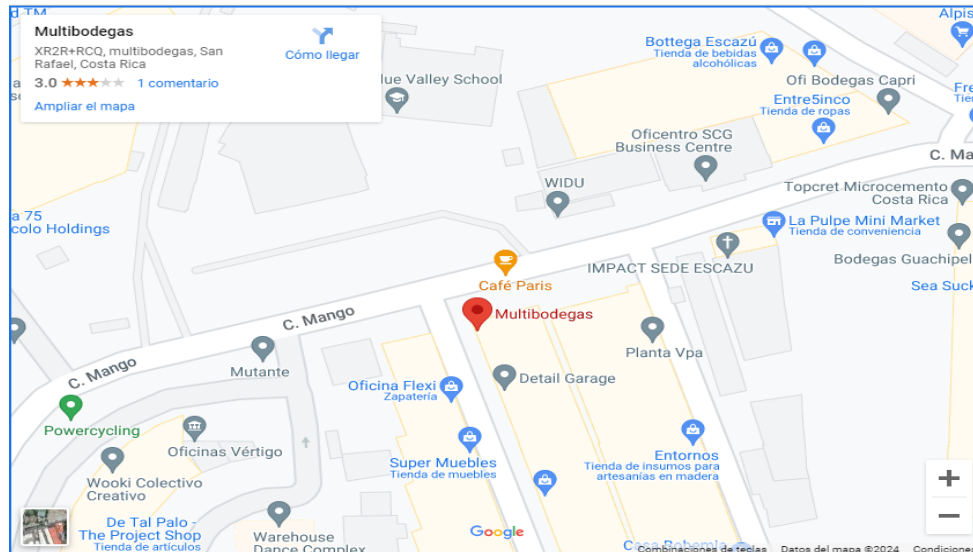 d TM
Multibodegas
XR2R+RCQ, multibodegas, San
Rafael, Costa Rica
3.0
1 comentario
Ampliar el mapa
Cómo llegar
lue Valley School
Bottega Escazú
Tienda de bebidas
alcohólicas
Alpis
Ofi Bodegas Capri
Entre5inco
Tienda de ropas
Fre
Tien
Oficentro SCG
Business Centre
C. Ma
WIDU
Topcret Microcemento
Costa Rica
a 75
colo Holdings
La Pulpe Mini Market
Tienda de conveniencia
Bodegas Guachipel
IMPACT SEDE ESCAZU
Café Paris
Sea Suck
Multibodegas
C. Mango
Planta Vpa
Mutante
C. Mango
Detail Garage
Oficina Flexi
Zapatería
Powercycling
Oficinas Vértigo
Super Muebles
Tienda de muebles
Entornos
Tienda de insumos para
artesanías en madera
Wooki Colectivo
Creativo
De Tal Palo -
The Project Shop
Tienda de artículos
Warehouse
Dance Complex
Google
Casa Bohemia
Combinaciones de teclas
Datos del mapa ©2024
Condicione